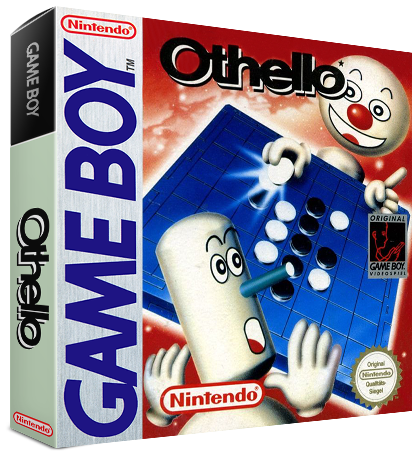 Nintendo®
GAME BOY
GAME BOY™
Othello
Othello
ORIGINAL
Nintendo
GAME BOY
VIDEOSPIEL
Nintendo
Original
Nintendo
Qualitäts-
Siegel